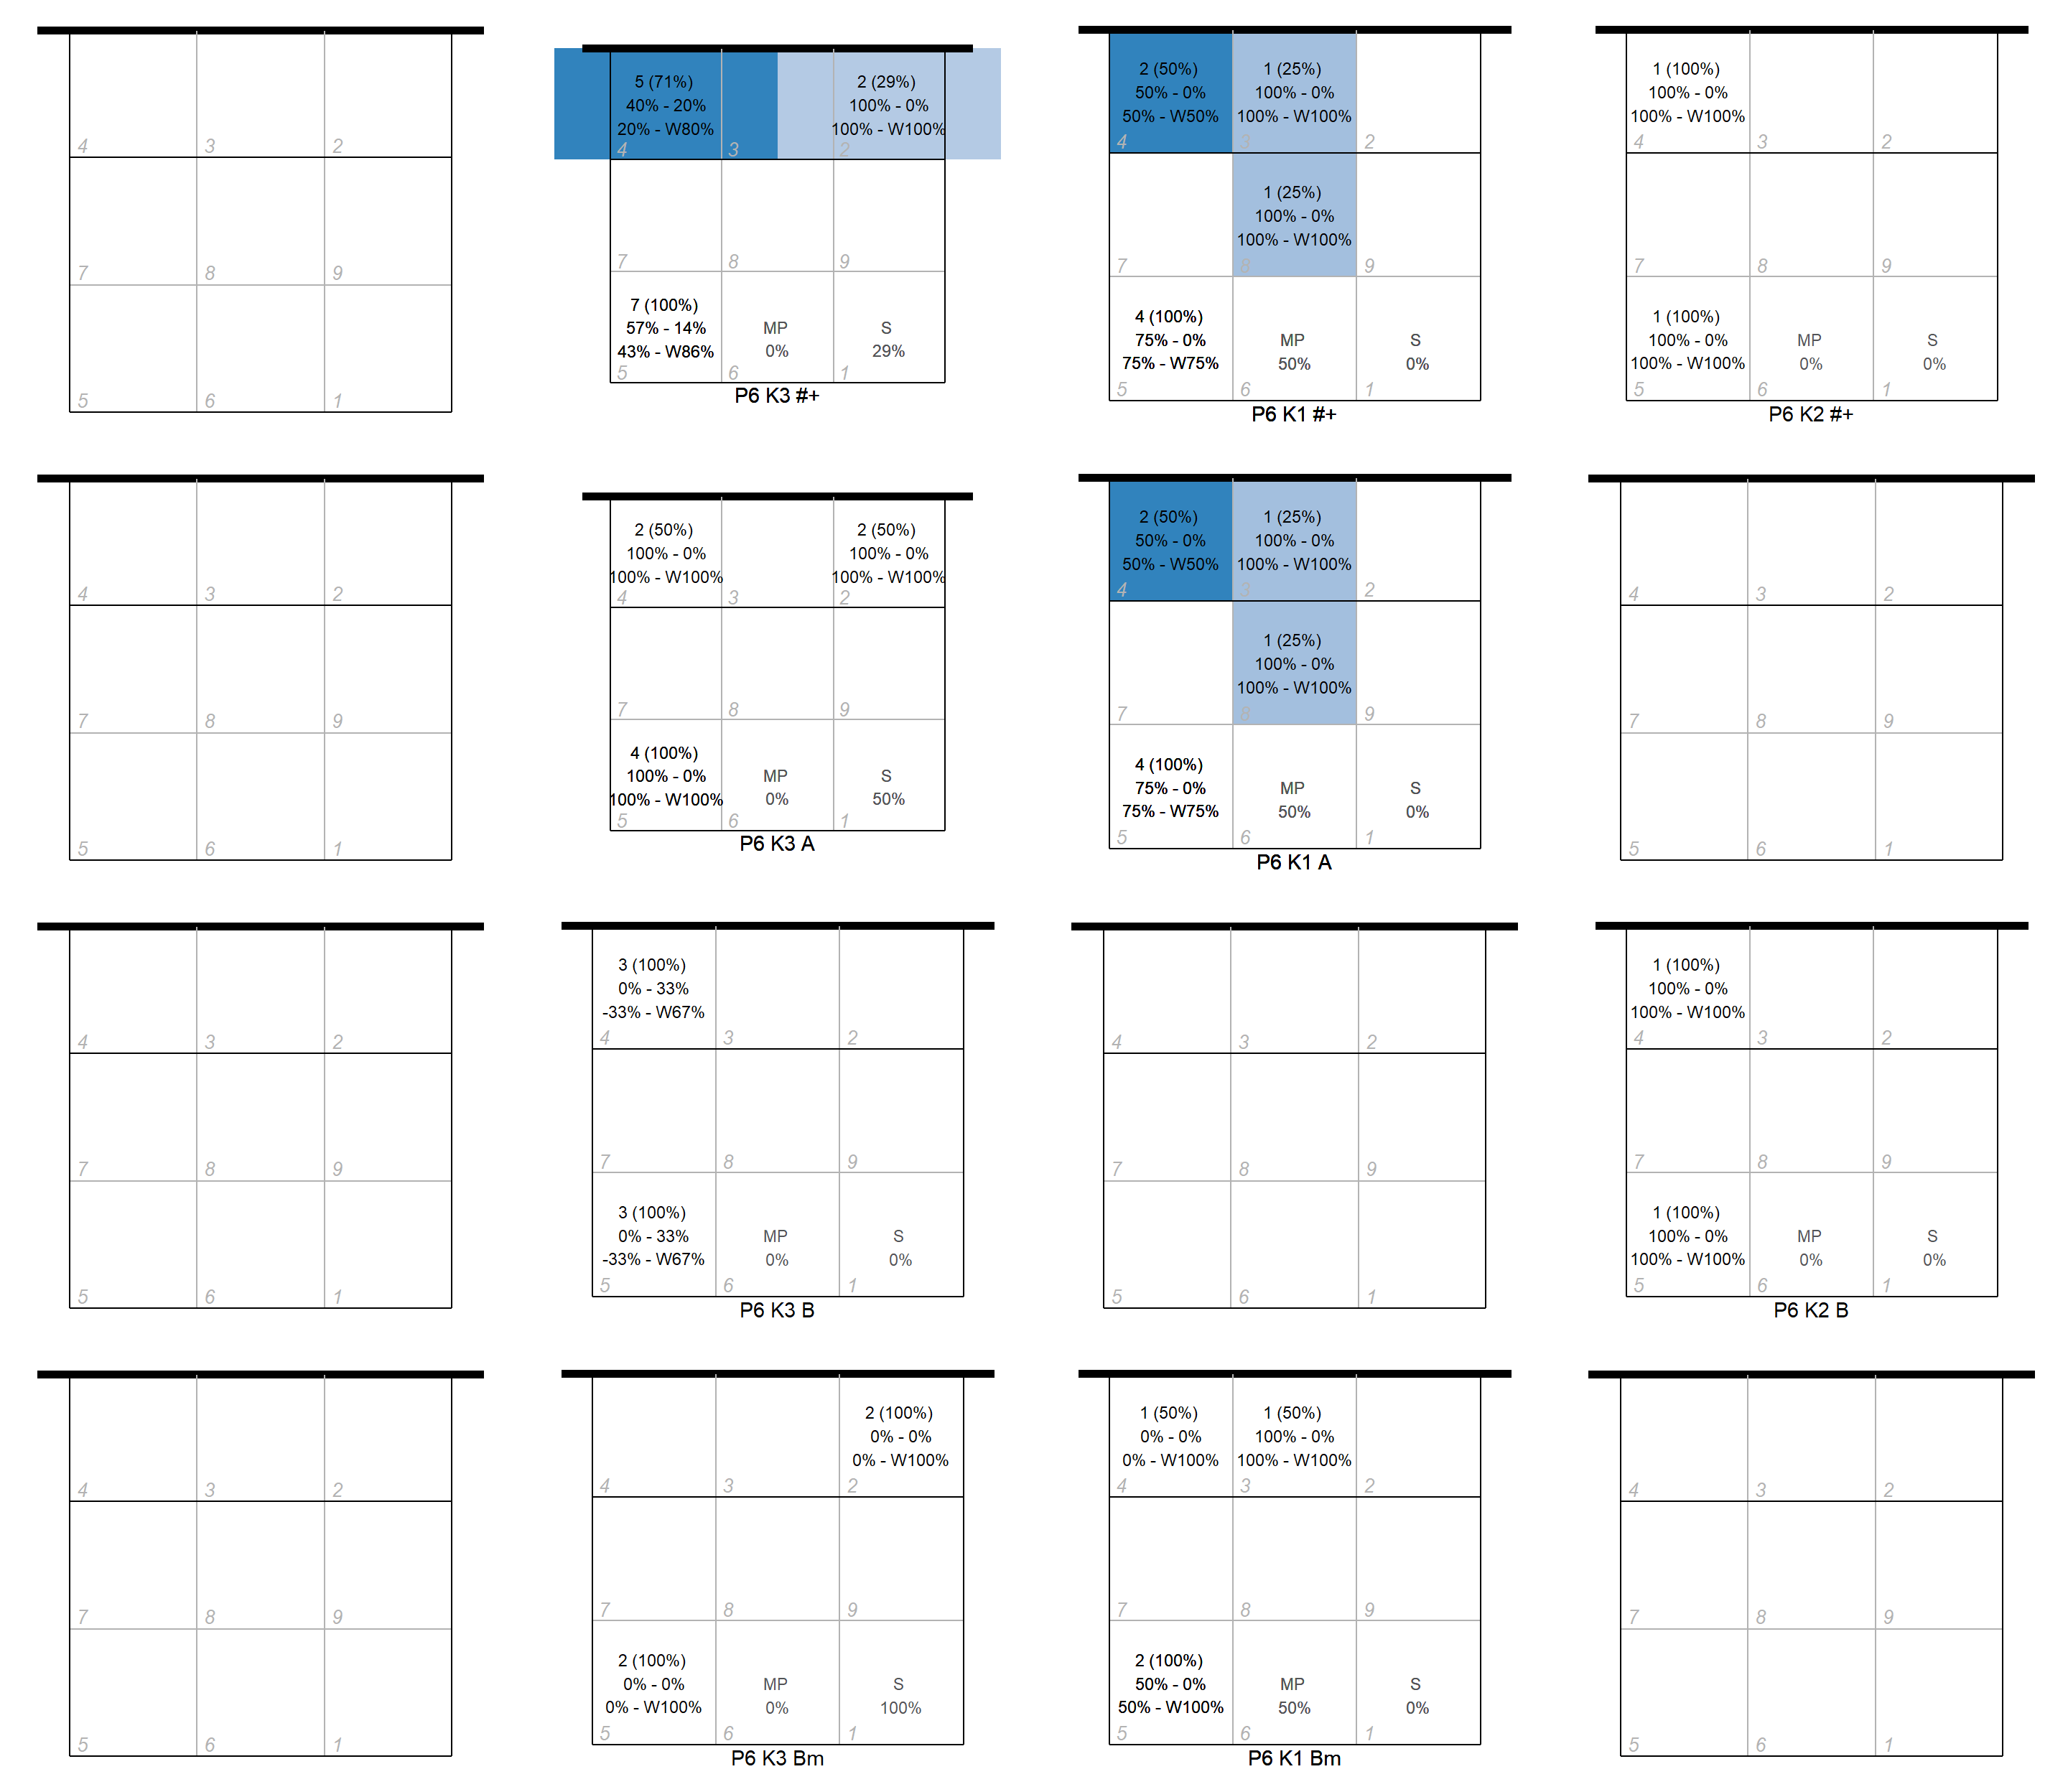 4 3 2
7 8 9
5 6 1
5 (71%)
40% - 20%
20% - W80%
2 (29%)
100% - 0%
100% - W100%
4 3 2
7 8 9
7 (100%)
57% - 14%
43% - W86%
MP
0%
S
29%
5 6 1
P6 K3 #+
2 (50%)
50% - 0%
50% - W50%
1 (25%)
100% - 0%
100% - W100%
4 3 2
1 (25%)
100% - 0%
100% - W100%
7 8 9
4 (100%)
75% - 0%
75% - W75%
MP
50%
S
0%
5 6 1
P6 K1 #+
1 (100%)
100% - 0%
100% - W100%
4 3 2
7 8 9
1 (100%)
100% - 0%
100% - W100%
MP
0%
S
0%
5 6 1
P6 K2 #+
4 3 2
7 8 9
5 6 1
2 (50%)
100% - 0%
100% - W100%
2 (50%)
100% - 0%
100% - W100%
4 3 2
7 8 9
4 (100%)
100% - 0%
100% - W100%
MP
0%
S
50%
5 6 1
P6 K3 A
2 (50%)
50% - 0%
50% - W50%
1 (25%)
100% - 0%
100% - W100%
4 3 2
1 (25%)
100% - 0%
100% - W100%
7 8 9
4 (100%)
75% - 0%
75% - W75%
MP
50%
S
0%
5 6 1
P6 K1 A
4 3 2
7 8 9
5 6 1
4 3 2
7 8 9
5 6 1
3 (100%)
0% - 33%
-33% - W67%
4 3 2
7 8 9
3 (100%)
0% - 33%
-33% - W67%
MP
0%
S
0%
5 6 1
P6 K3 B
4 3 2
7 8 9
5 6 1
1 (100%)
100% - 0%
100% - W100%
4 3 2
7 8 9
1 (100%)
100% - 0%
100% - W100%
MP
0%
S
0%
5 6 1
P6 K2 B
4 3 2
7 8 9
5 6 1
2 (100%)
0% - 0%
0% - W100%
4 3 2
7 8 9
2 (100%)
0% - 0%
0% - W100%
MP
0%
S
100%
5 6 1
P6 K3 Bm
1 (50%)
0% - 0%
0% - W100%
1 (50%)
100% - 0%
100% - W100%
4 3 2
7 8 9
2 (100%)
50% - 0%
50% - W100%
MP
50%
S
0%
5 6 1
P6 K1 Bm
4 3 2
7 8 9
5 6 1